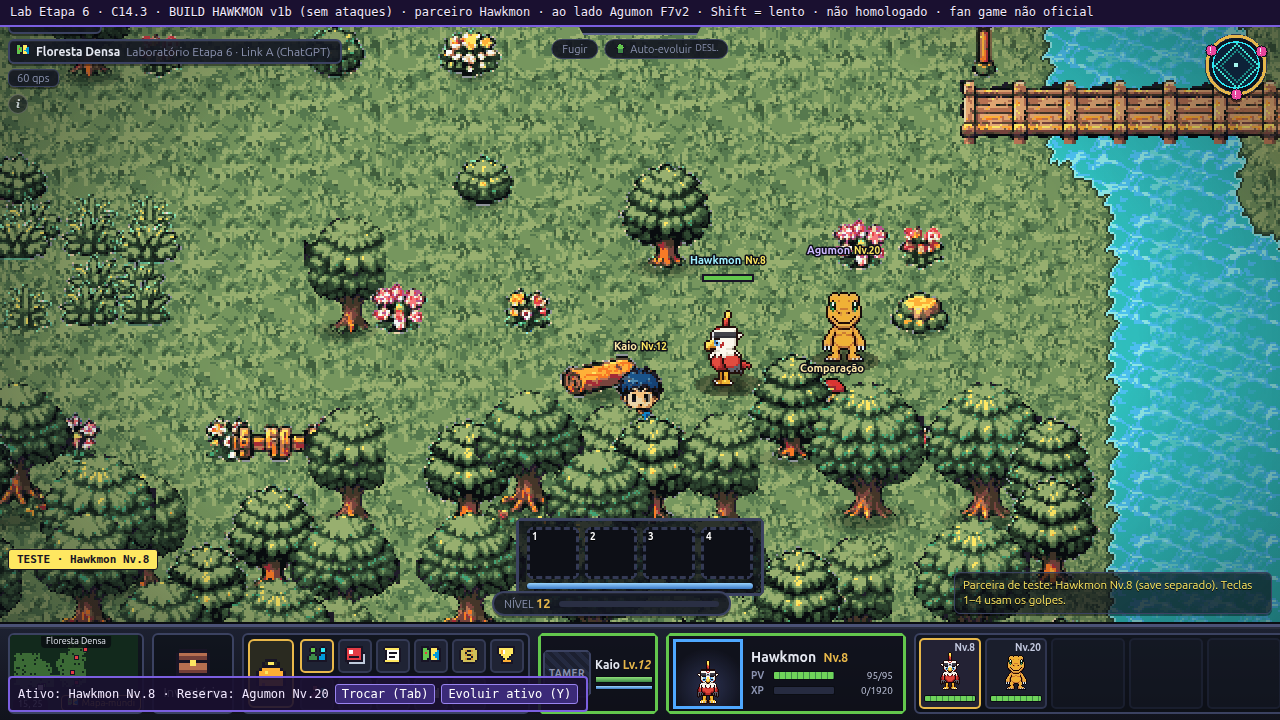 Lab Etapa 6 · C14.3 · BUILD HAWKMON v1b (sem ataques) · parceiro Hawkmon · ao lado Agumon F7v2 · Shift = lento · não homologado · fan game não oficial
Floresta Densa Laboratório Etapa 6 · Link A (ChatGPT)
Fugir
Auto-evoluir DESL.
60 qps
i
Agumon Nv.20
Hawkmon Nv.8
Kaio Nv.12
Comparação
1 2 3 4
TESTE · Hawkmon Nv.8
Parceira de teste: Hawkmon Nv.8 (save separado). Teclas
1–4 usam os golpes.
NÍVEL 12
Floresta Densa
TAMER
Kaio Lv.12
Hawkmon Nv.8
PV 95/95
XP 0/1920
Nv.8
Nv.20
Ativo: Hawkmon Nv.8 · Reserva: Agumon Nv.20 Trocar (Tab) Evoluir ativo (Y)